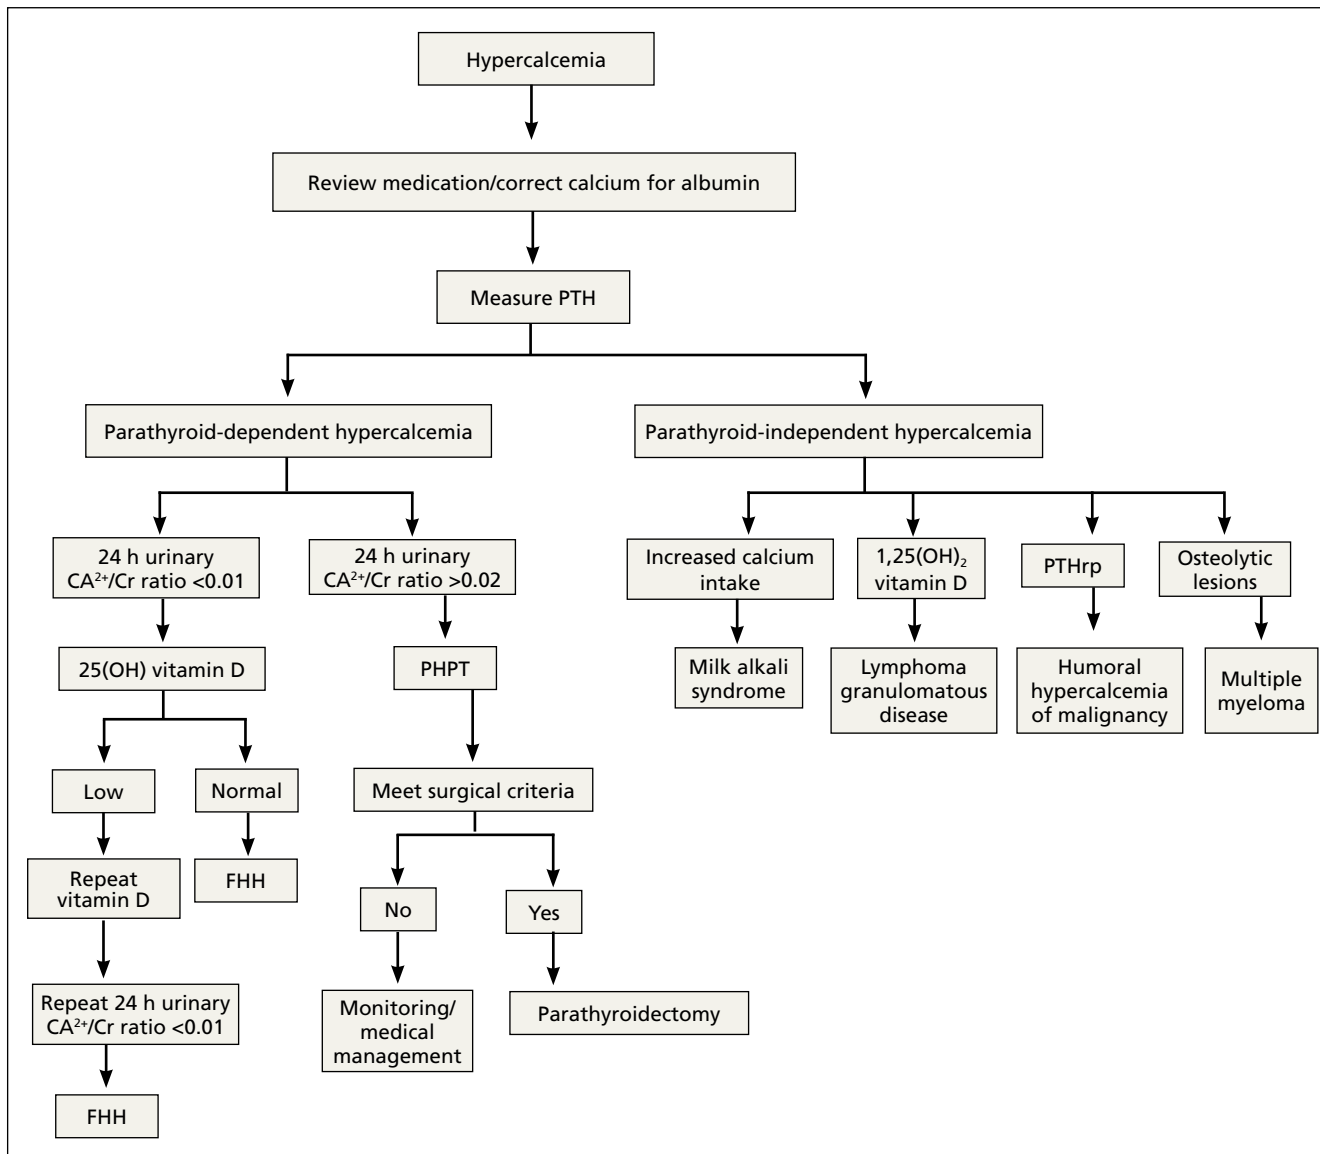 Hypercalcemia
Review medication/correct calcium for albumin
Measure PTH
Parathyroid-dependent hypercalcemia
Parathyroid-independent hypercalcemia
24 h urinary
CA²⁺/Cr ratio <0.01
24 h urinary
CA²⁺/Cr ratio >0.02
Increased calcium
intake
1,25(OH)₂
vitamin D
PTHrp
Osteolytic
lesions
25(OH) vitamin D
PHPT
Milk alkali
syndrome
Lymphoma
granulomatous
disease
Humoral
hypercalcemia
of malignancy
Multiple
myeloma
Low
Normal
Meet surgical criteria
Repeat
vitamin D
FHH
No
Yes
Repeat 24 h urinary
CA²⁺/Cr ratio <0.01
Monitoring/
medical
management
Parathyroidectomy
FHH